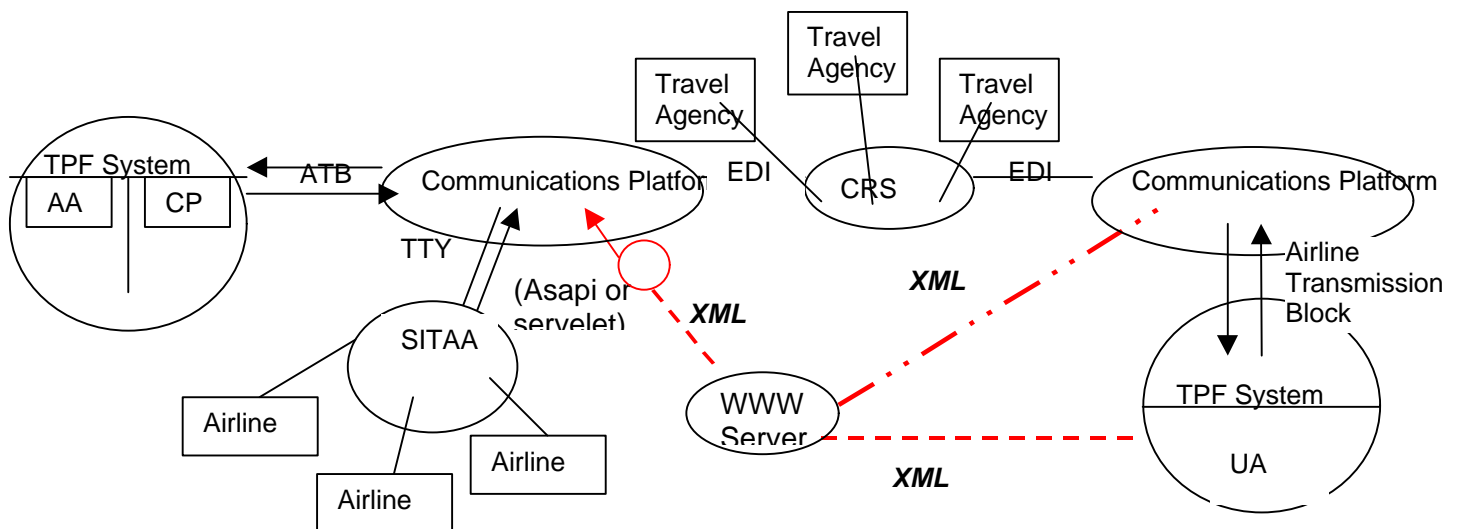 Travel
Agency
Travel
Agency
Travel
Agency
TPF System
AA
CP
ATB
Communications Platfor
EDI
CRS
EDI
Communications Platform
TTY
(Asapi or
servelet)
XML
XML
Airline
Transmission
Block
SITAA
Airline
Airline
Airline
WWW
Server
XML
TPF System
UA